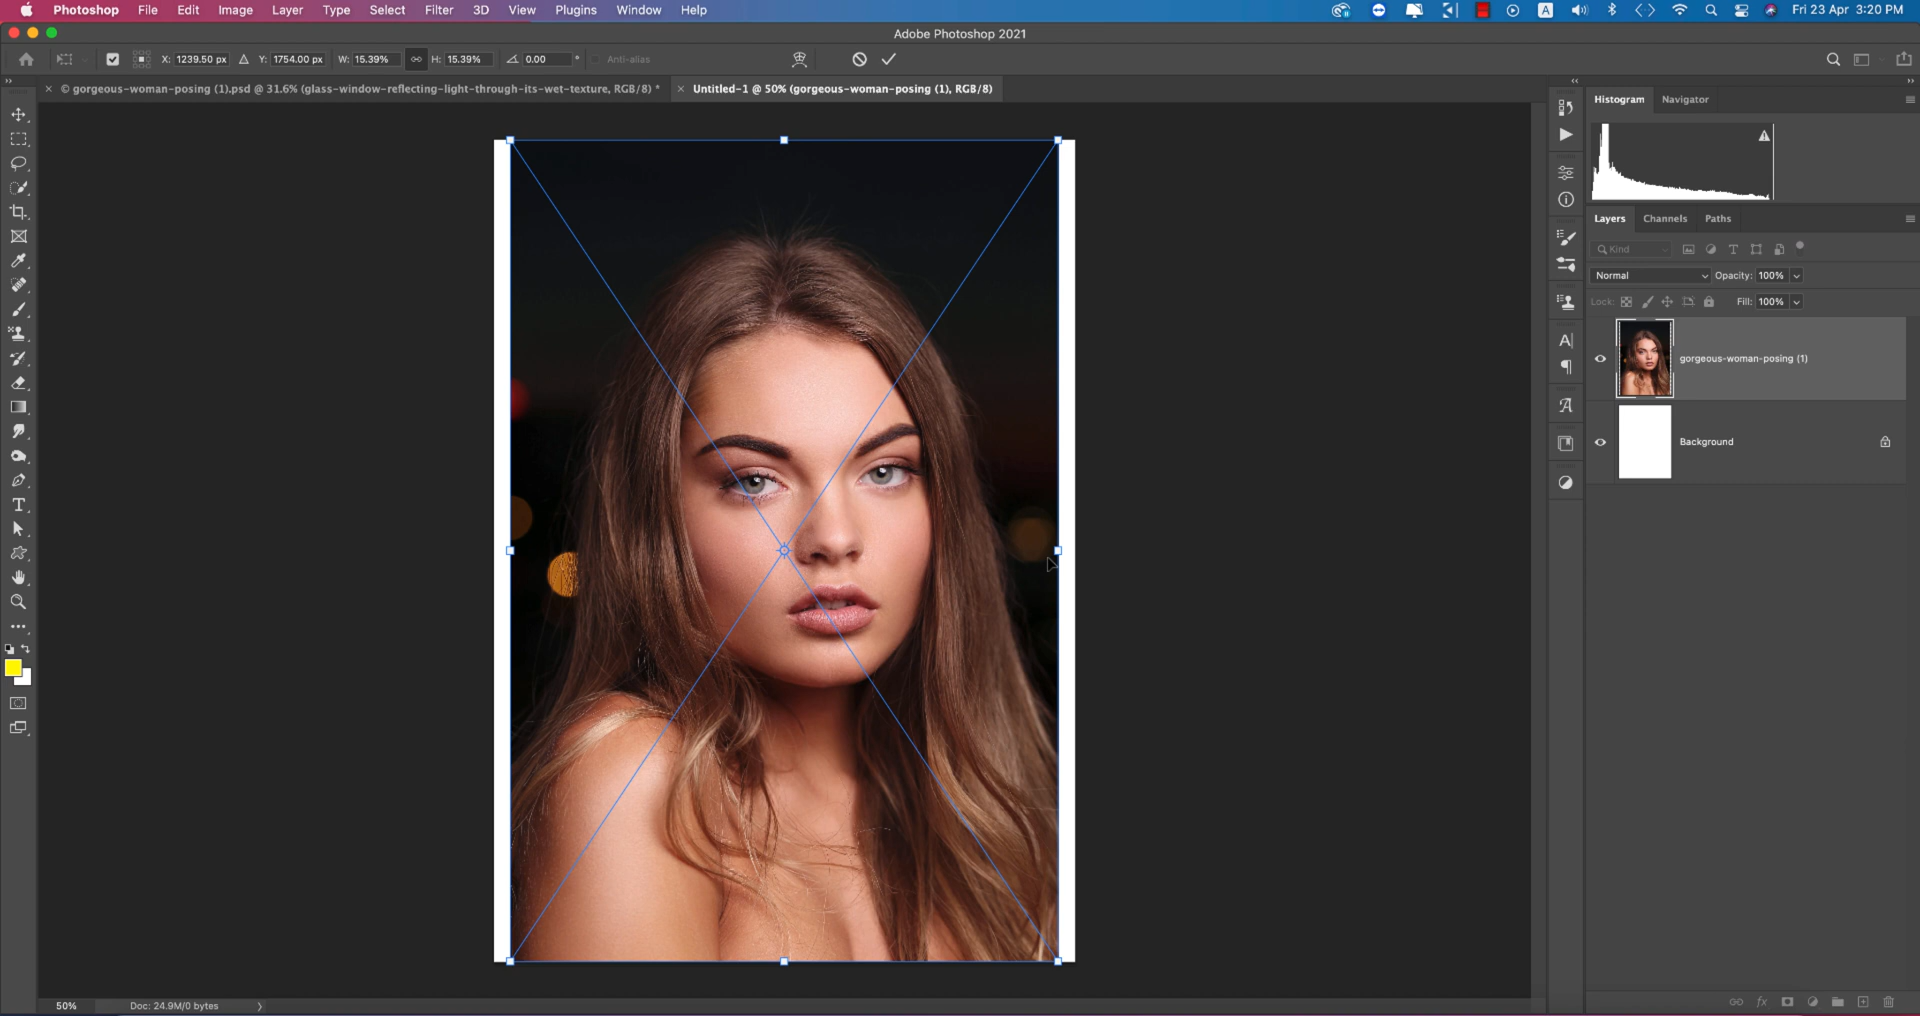 Photoshop File Edit Image Layer Type Select Filter 3D View Plugins Window Help A Fri 23 Apr 3:20 PM
Adobe Photoshop 2021
X: 1239.50 px Y: 1754.00 px W: 15.39% H: 15.39% 0.00 ° Anti-alias
© gorgeous-woman-posing (1).psd @ 31.6% (glass-window-reflecting-light-through-its-wet-texture, RGB/8) * Untitled-1 @ 50% (gorgeous-woman-posing (1), RGB/8)
Histogram Navigator
Layers Channels Paths
Kind
Normal Opacity: 100%
Lock: Fill: 100%
gorgeous-woman-posing (1)
Background
50% Doc: 24.9M/0 bytes